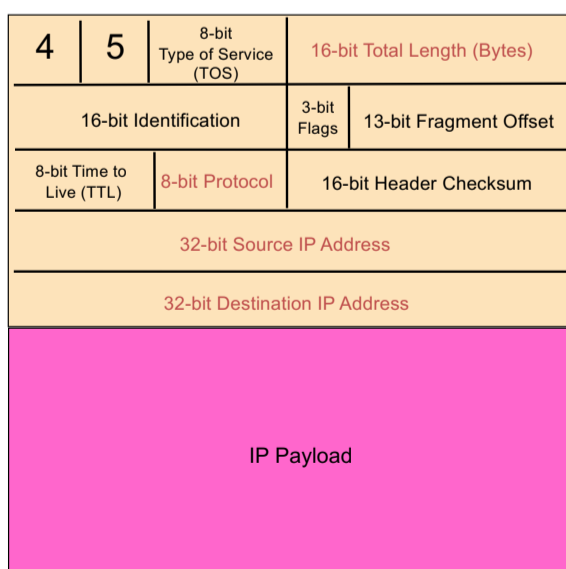 4
5
8-bit
Type of Service
(TOS)
16-bit Total Length (Bytes)
16-bit Identification
3-bit
Flags
13-bit Fragment Offset
8-bit Time to
Live (TTL)
8-bit Protocol
16-bit Header Checksum
32-bit Source IP Address
32-bit Destination IP Address
IP Payload